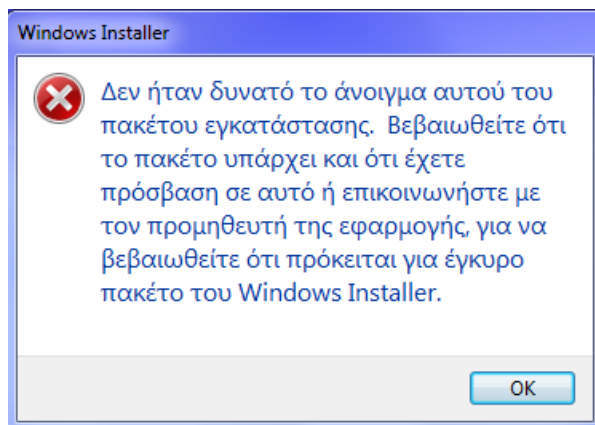 Windows Installer
Δεν ήταν δυνατό το άνοιγμα αυτού του
πακέτου εγκατάστασης.  Βεβαιωθείτε ότι
το πακέτο υπάρχει και ότι έχετε
πρόσβαση σε αυτό ή επικοινωνήστε με
τον προμηθευτή της εφαρμογής, για να
βεβαιωθείτε ότι πρόκειται για έγκυρο
πακέτο του Windows Installer.
OK